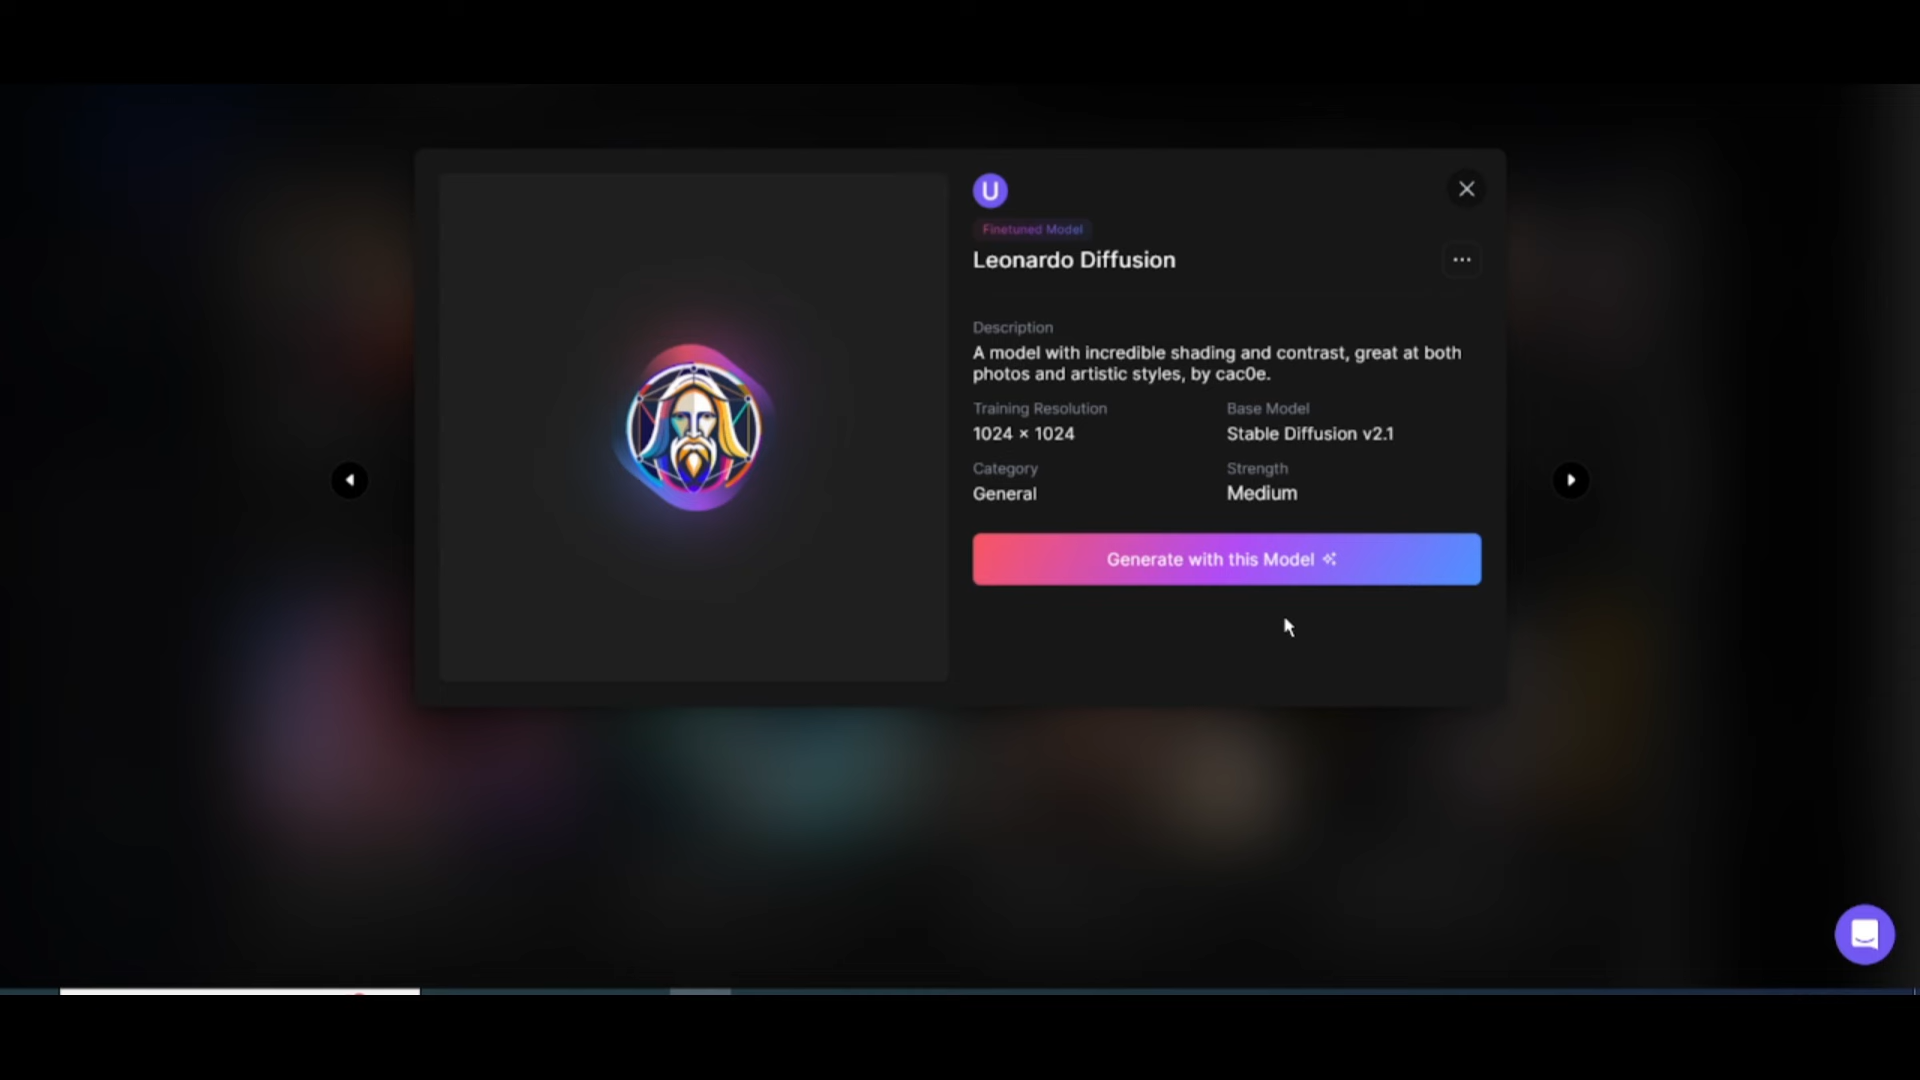 U
Finetuned Model
Leonardo Diffusion
Description
A model with incredible shading and contrast, great at both
photos and artistic styles, by cac0e.
Training Resolution
1024 × 1024
Base Model
Stable Diffusion v2.1
Category
General
Strength
Medium
Generate with this Model